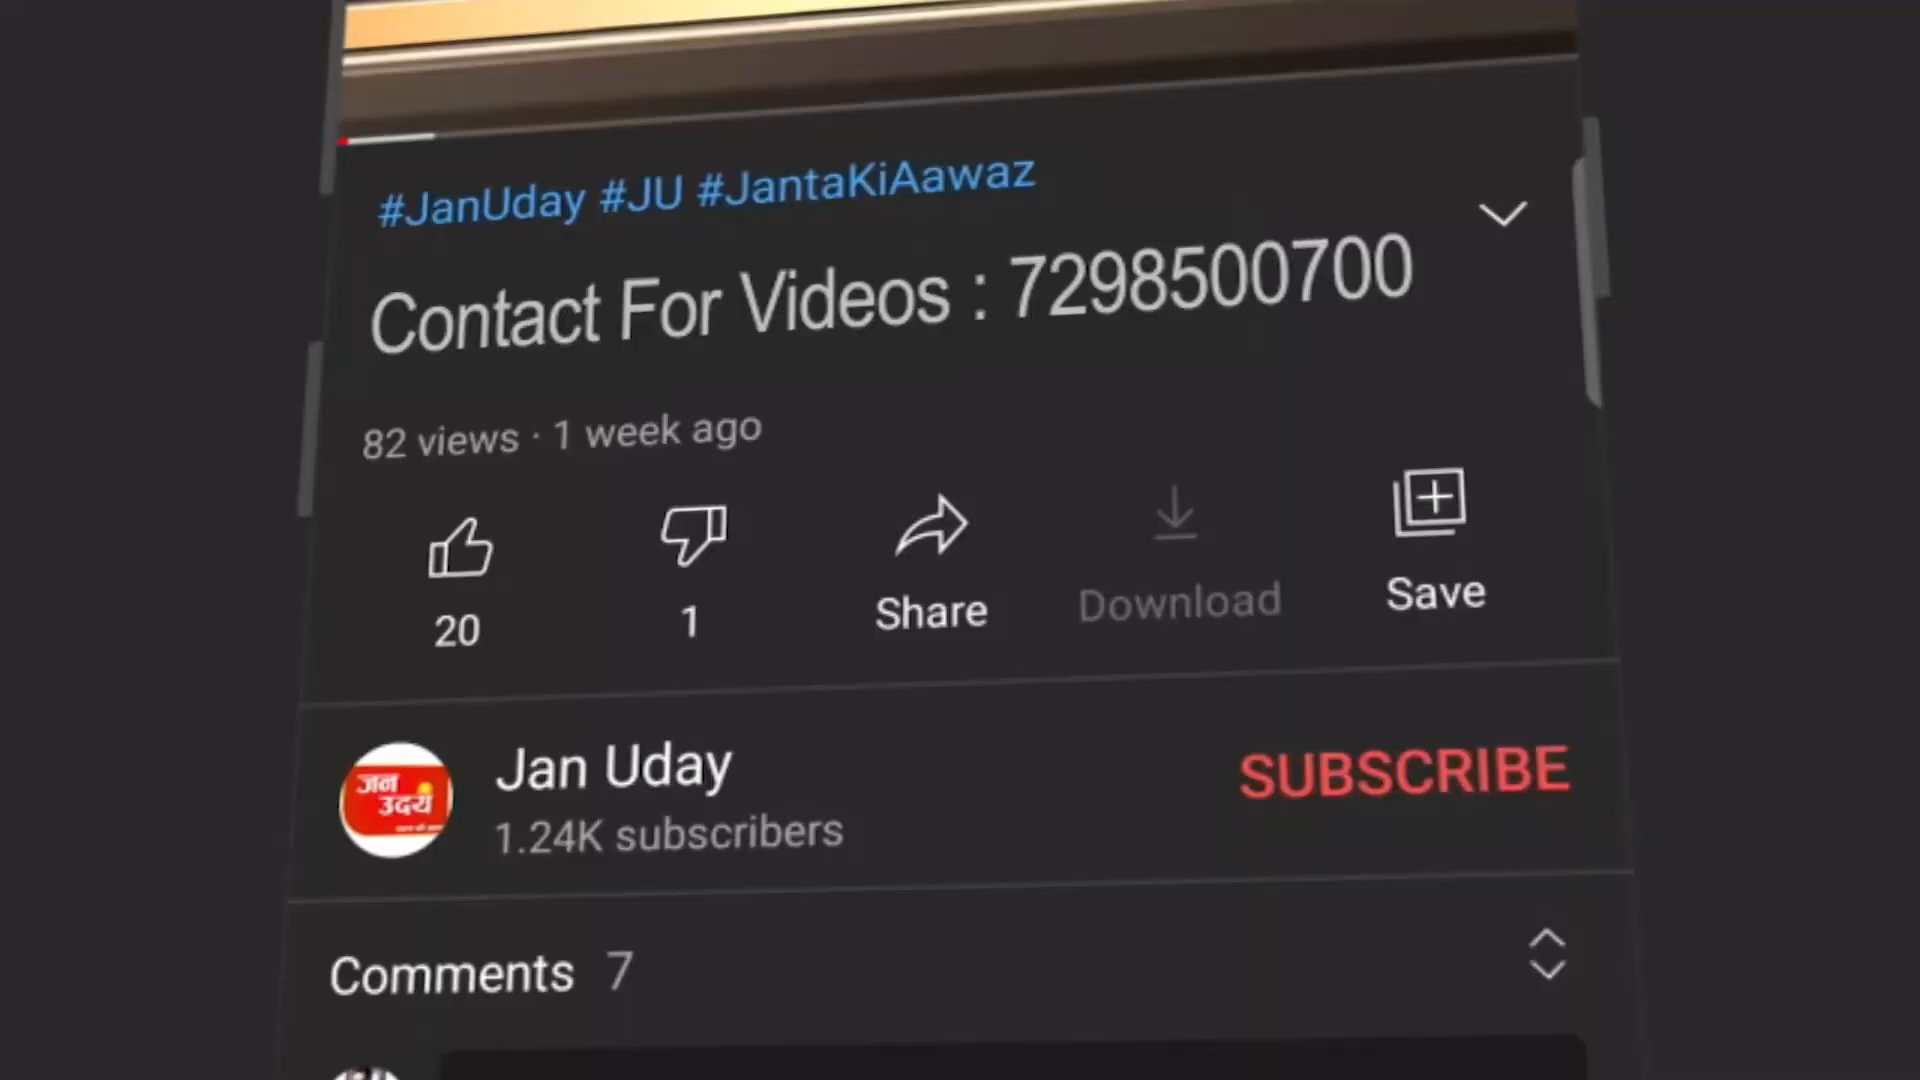 #JanUday #JU #JantaKiAawaz
Contact For Videos : 7298500700
82 views · 1 week ago
20
1
Share
Download
Save
जन
उदय
Jan Uday
1.24K subscribers
SUBSCRIBE
Comments 7